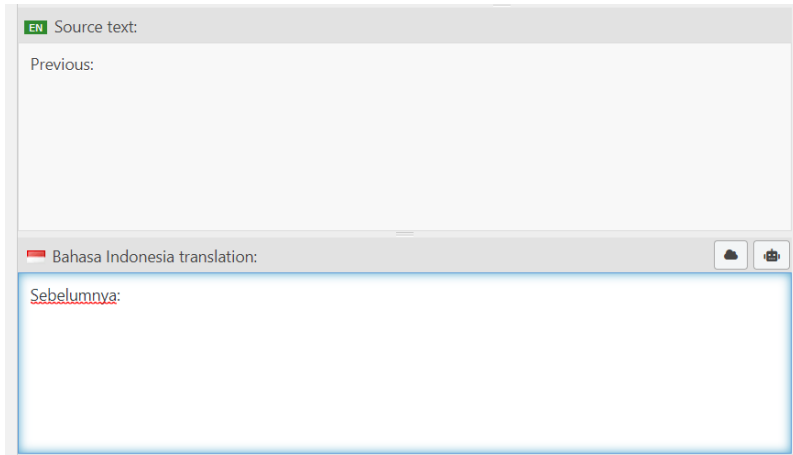 EN Source text:
Previous:
Bahasa Indonesia translation:
Sebelumnya: